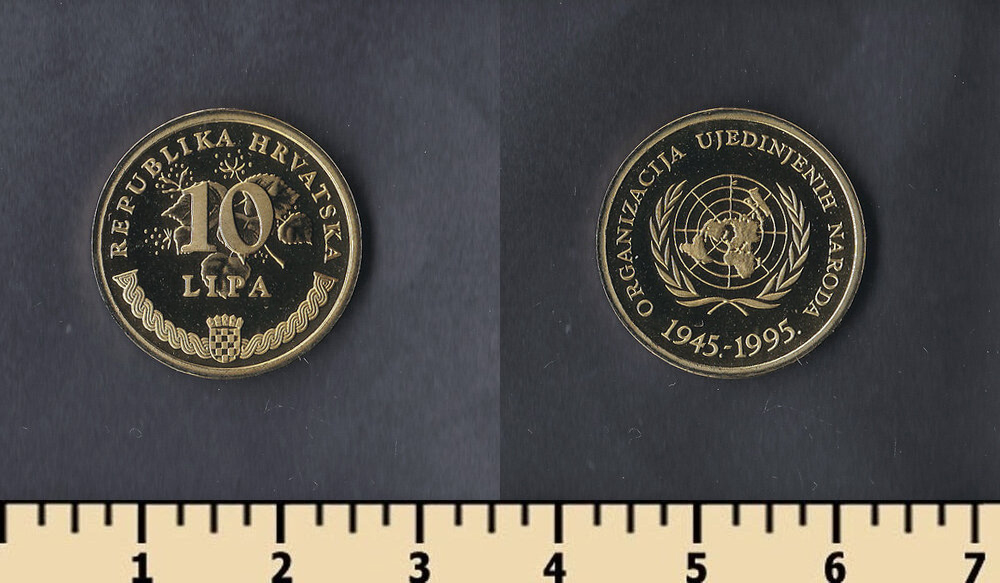 REPUBLIKA HRVATSKA
10
LIPA
ORGANIZACIJA UJEDINJENIH NARODA
1945.-1995.
1 2 3 4 5 6 7